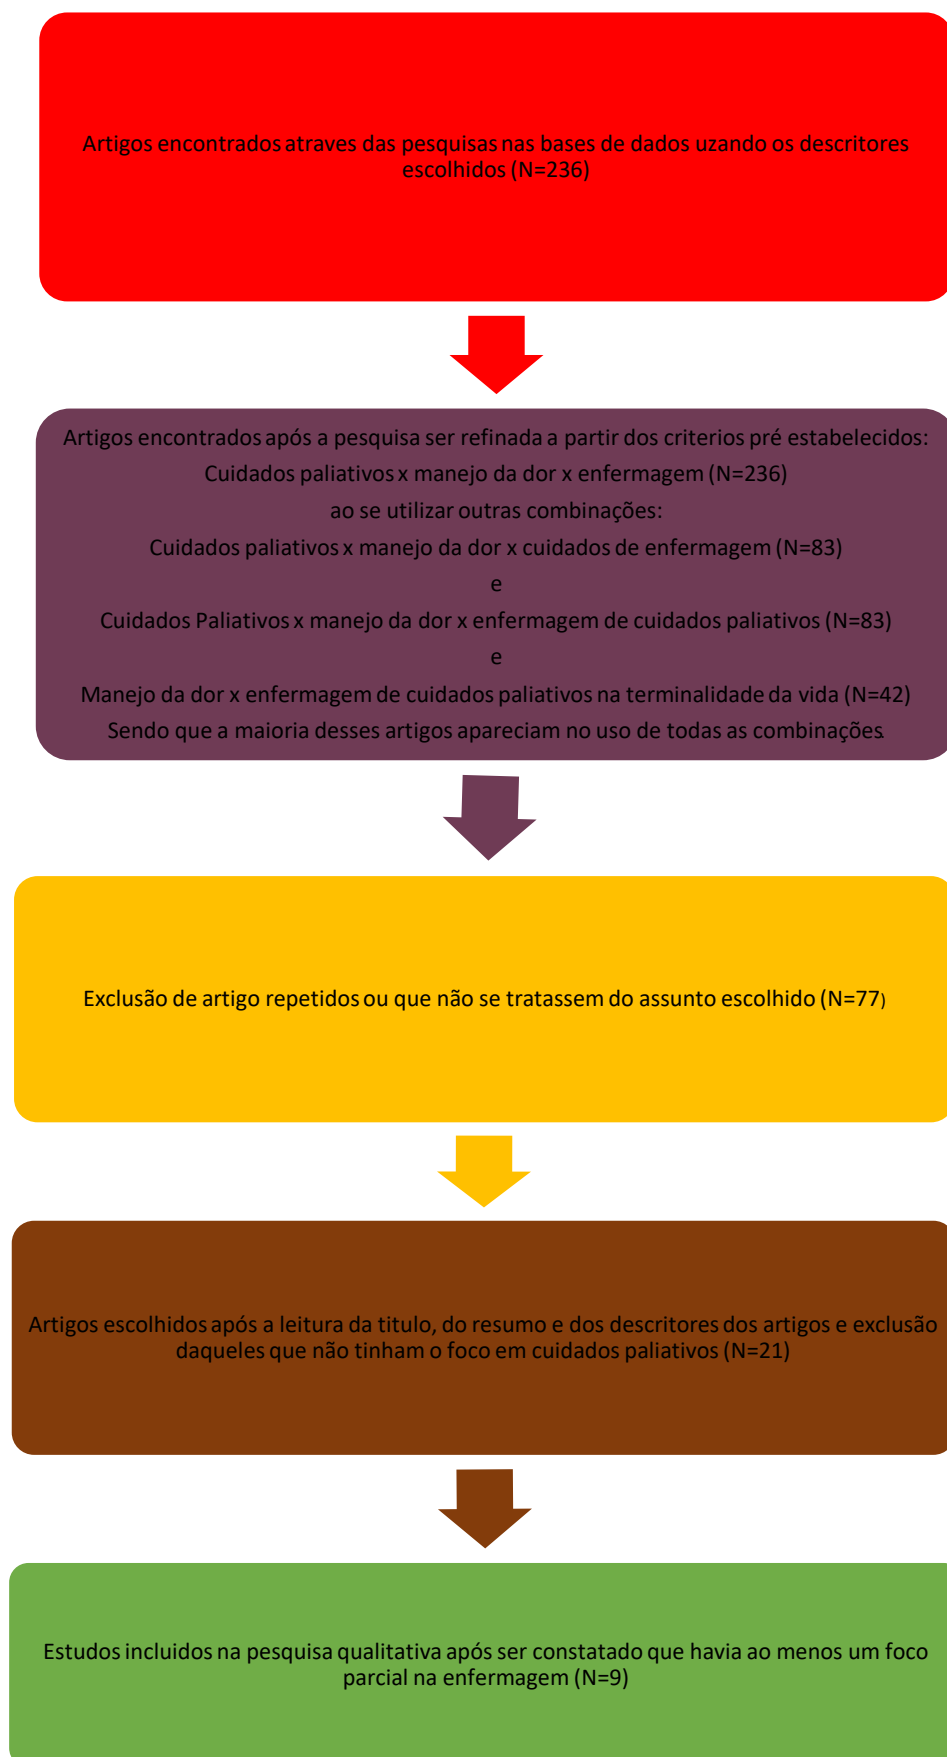 Artigos encontrados atraves das pesquisas nas bases de dados uzando os descritores
escolhidos (N=236)
Artigos encontrados após a pesquisa ser refinada a partir dos criterios pré estabelecidos:
Cuidados paliativos x manejo da dor x enfermagem (N=236)
ao se utilizar outras combinações:
Cuidados paliativos x manejo da dor x cuidados de enfermagem (N=83)
e
Cuidados Paliativos x manejo da dor x enfermagem de cuidados paliativos (N=83)
e
Manejo da dor x enfermagem de cuidados paliativos na terminalidade da vida (N=42)
Sendo que a maioria desses artigos apareciam no uso de todas as combinações.
Exclusão de artigo repetidos ou que não se tratassem do assunto escolhido (N=77)
Artigos escolhidos após a leitura da titulo, do resumo e dos descritores dos artigos e exclusão
daqueles que não tinham o foco em cuidados paliativos (N=21)
Estudos incluidos na pesquisa qualitativa após ser constatado que havia ao menos um foco
parcial na enfermagem (N=9)